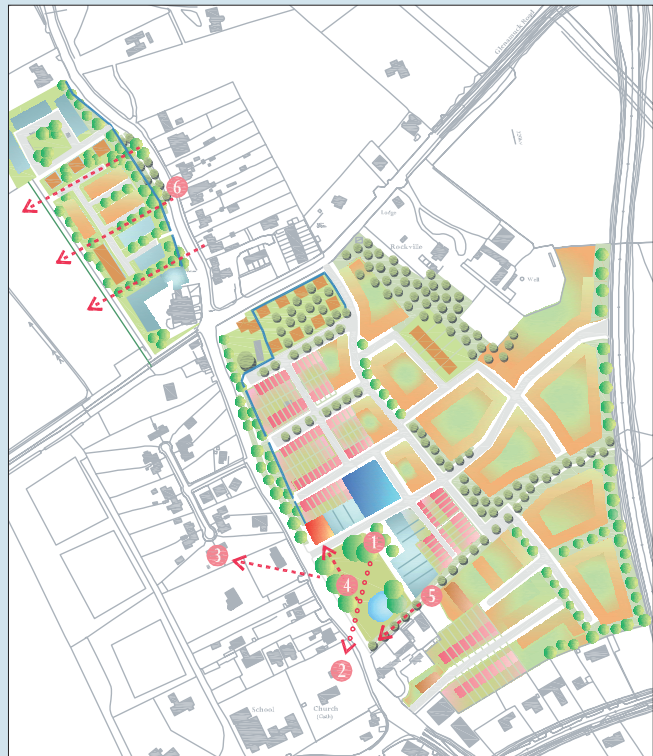 Glenamuck Road
Lodge
Rockville
Well
6
1
3
4
5
2
School
Church
(Cath)